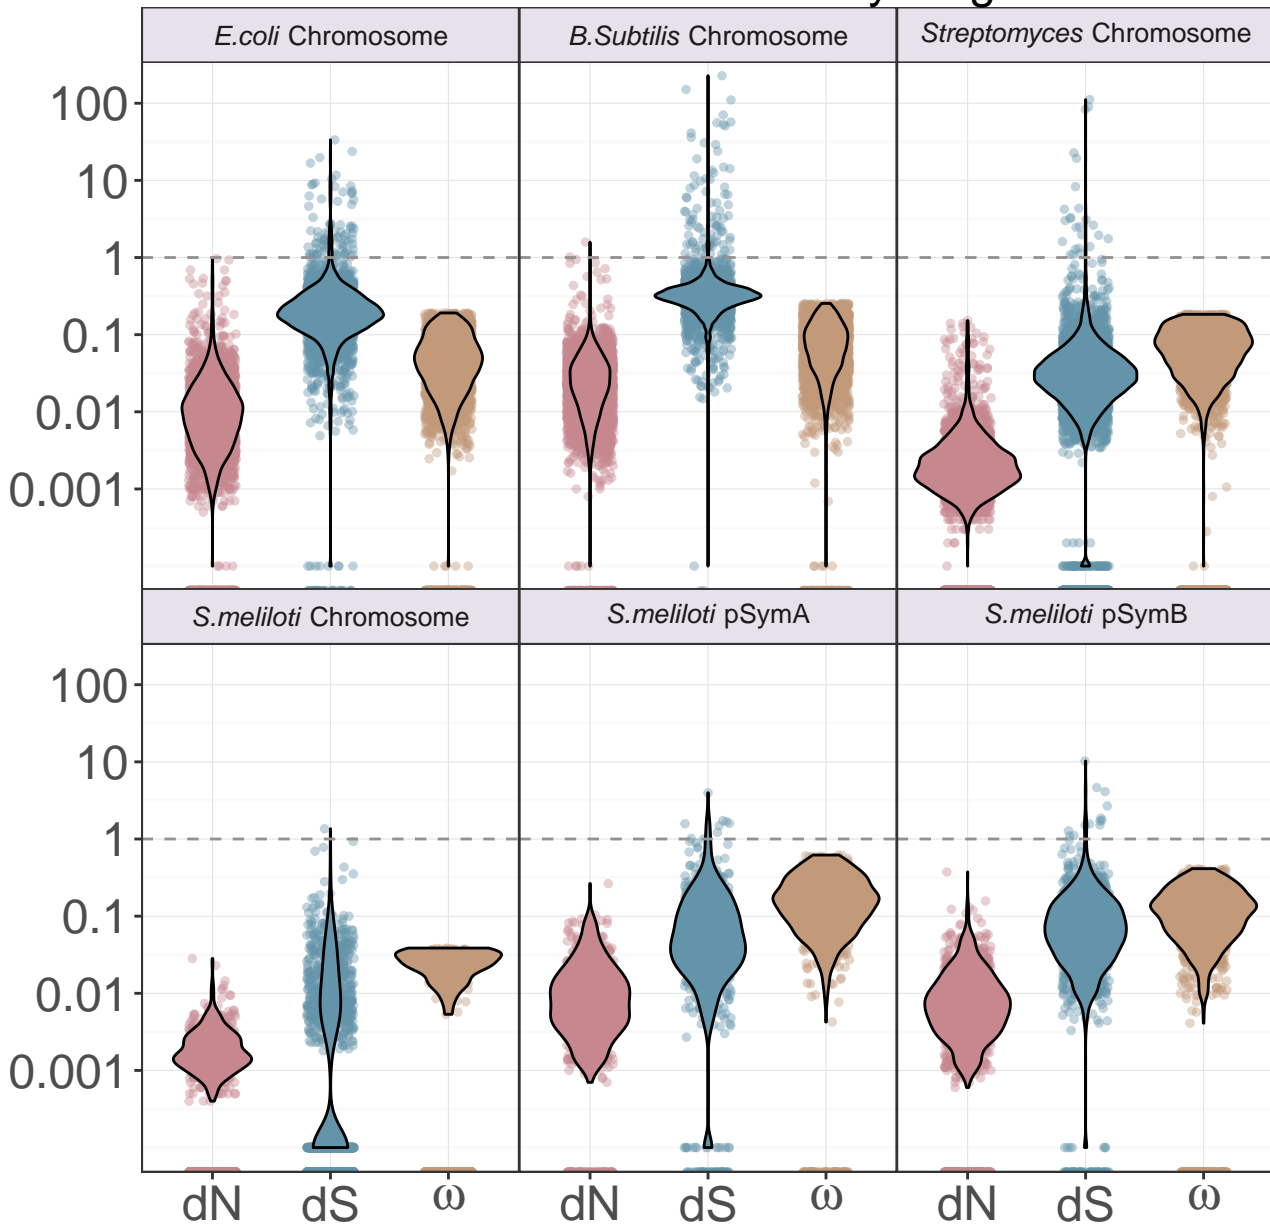 E.coli Chromosome
B.Subtilis Chromosome
Streptomyces Chromosome
100
10
1
0.1
0.01
0.001
S.meliloti Chromosome
S.meliloti pSymA
S.meliloti pSymB
100
10
1
0.1
0.01
0.001
dN dS ω dN dS ω dN dS ω